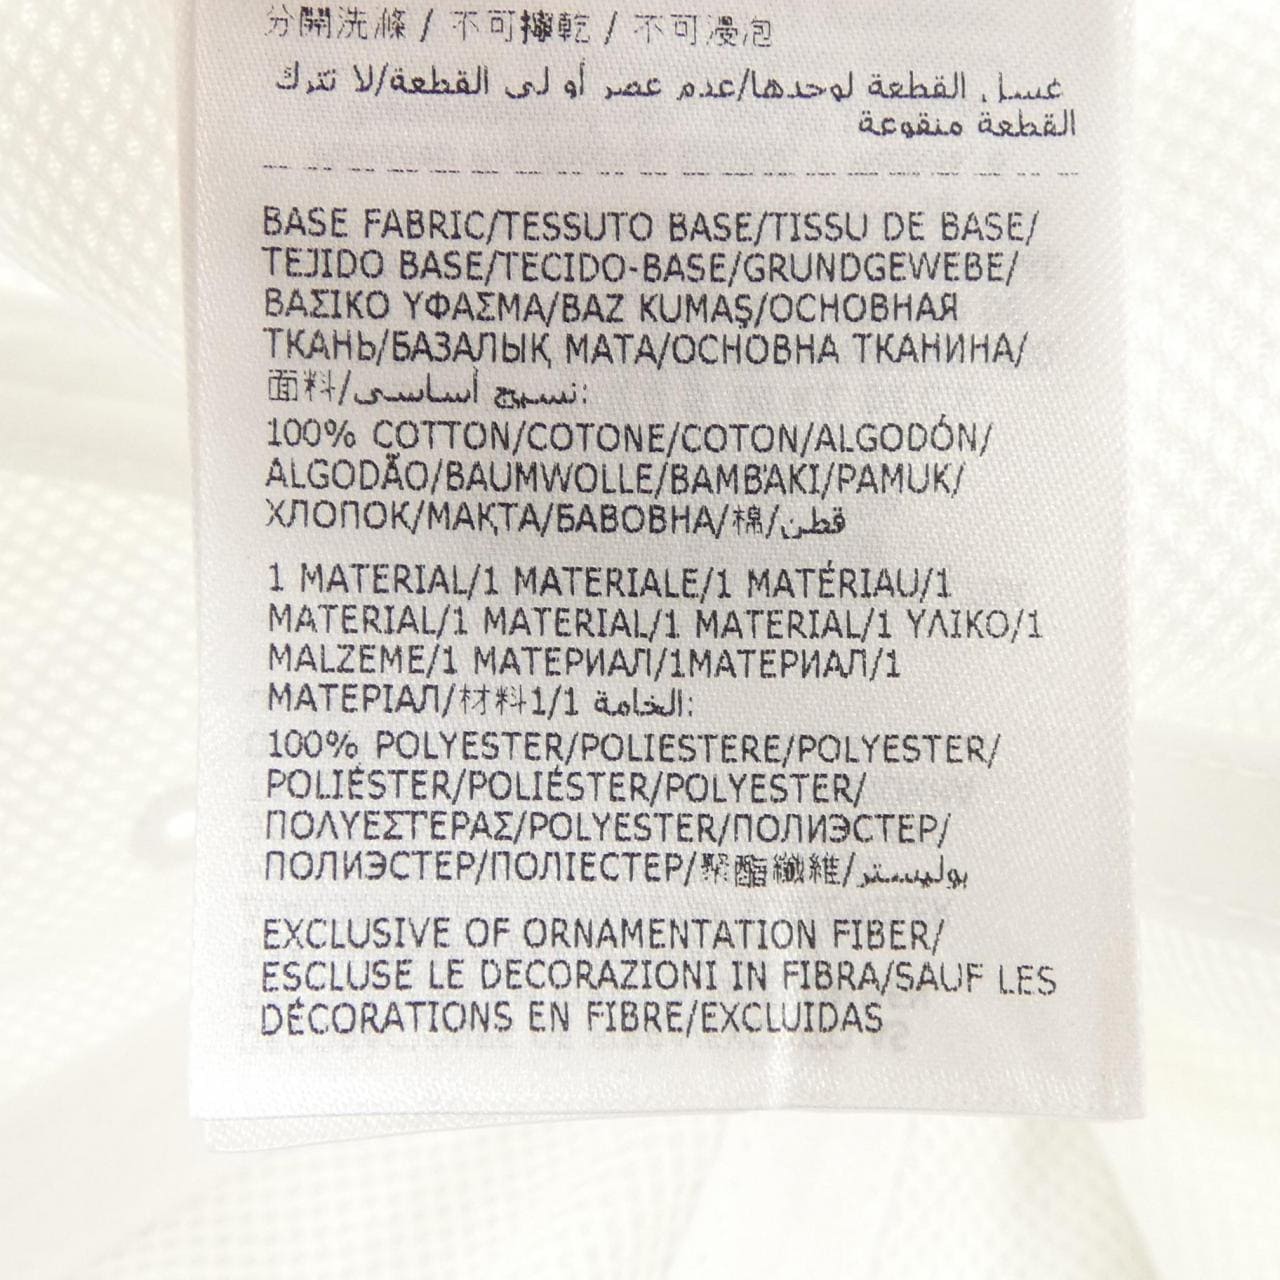 分開洗滌 / 不可擰乾 / 不可浸泡
غسل القطعة لوحدها/عدم عصر أو لى القطعة/لا تترك
القطعة منقوعة
BASE FABRIC/TESSUTO BASE/TISSU DE BASE/
TEJIDO BASE/TECIDO-BASE/GRUNDGEWEBE/
ΒΑΣΙΚΟ ΥΦΑΣΜΑ/BAZ KUMAŞ/ОСНОВНАЯ
ТКАНЬ/БАЗАЛЫҚ МАТА/ОСНОВНА ТКАНИНА/
面料/نسيج أساسى:
100% COTTON/COTONE/COTON/ALGODÓN/
ALGODÃO/BAUMWOLLE/ΒΑΜΒΆΚΙ/PAMUK/
ХЛОПОК/МАҚТА/БАВОВНА/棉/قطن
1 MATERIAL/1 MATERIALE/1 MATÉRIAU/1
MATERIAL/1 MATERIAL/1 MATERIAL/1 ΥΛΙΚΟ/1
MALZEME/1 МАТЕРИАЛ/1МАТЕРИАЛ/1
МАТЕРІАЛ/材料1/1 الخامة:
100% POLYESTER/POLIESTERE/POLYESTER/
POLIÉSTER/POLIÉSTER/POLYESTER/
ΠΟΛΥΕΣΤΕΡΑΣ/POLYESTER/ПОЛИЭСТЕР/
ПОЛИЭСТЕР/ПОЛІЕСТЕР/聚酯纖維/بوليستر
EXCLUSIVE OF ORNAMENTATION FIBER/
ESCLUSE LE DECORAZIONI IN FIBRA/SAUF LES
DÉCORATIONS EN FIBRE/EXCLUIDAS